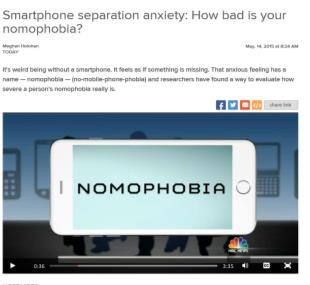 Smartphone separation anxiety: How bad is your
nomophobia?
Meghan Holohan
TODAY
May, 14, 2015 at 8:24 AM
It's weird being without a smartphone. It feels as if something is missing. That anxious feeling has a
name — nomophobia — (no-mobile-phone-phobia) and researchers have found a way to evaluate how
severe a person's nomophobia really is.
share link
NOMOPHOBIA
NBC NEWS
0:36
3:35
CC